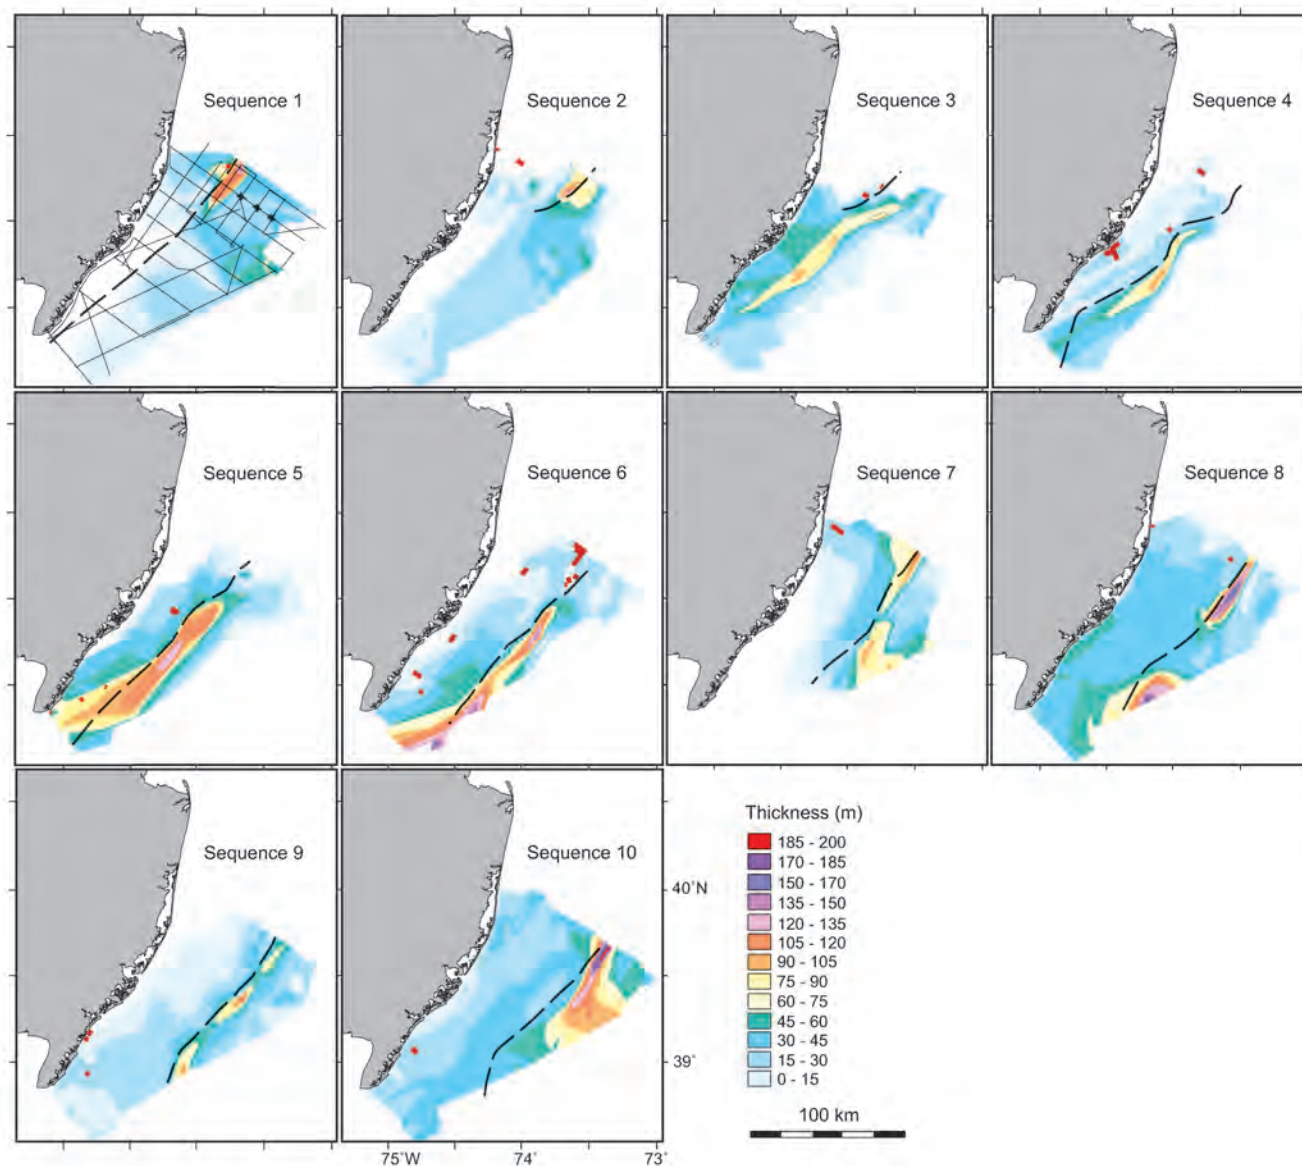 Sequence 1
Sequence 2
Sequence 3
Sequence 4
Sequence 5
Sequence 6
Sequence 7
Sequence 8
Sequence 9
Sequence 10
Thickness (m)
185 - 200
170 - 185
150 - 170
135 - 150
120 - 135
105 - 120
90 - 105
75 - 90
60 - 75
45 - 60
30 - 45
15 - 30
0 - 15
100 km
40°N
39°
75°W
74°
73°